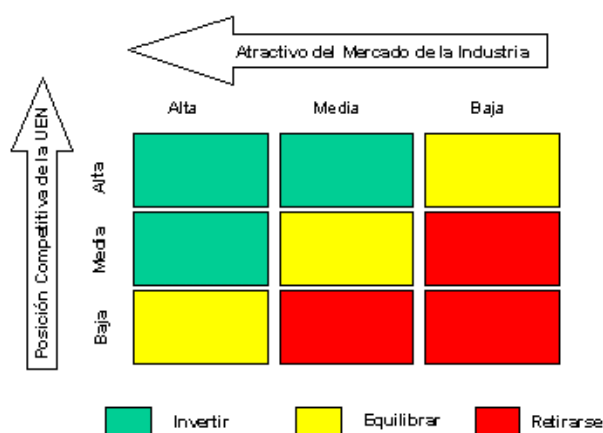 Atractivo del Mercado de la Industria
Posición Competitiva de la UEN
Alta
Media
Baja
Alta
Media
Baja
Invertir
Equilibrar
Retirarse